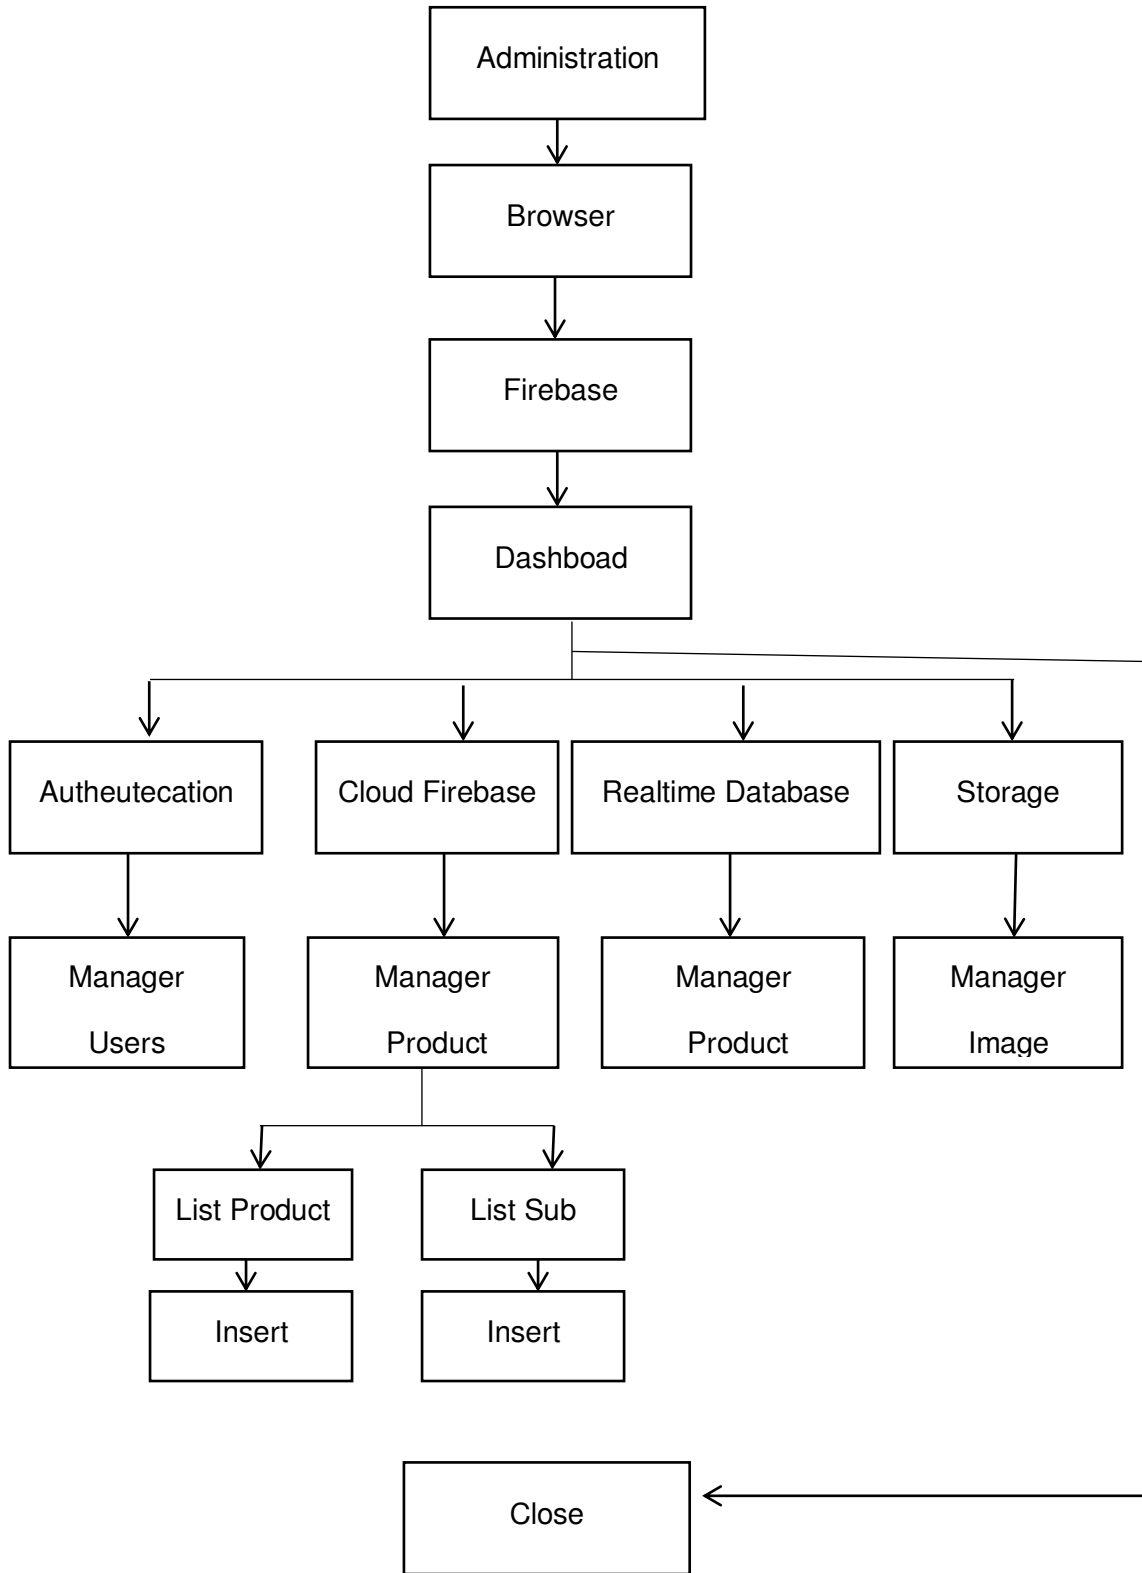 Administration
Browser
Firebase
Dashboad
Autheutecation
Cloud Firebase
Realtime Database
Storage
Manager
Users
Manager
Product
Manager
Product
Manager
Image
List Product
List Sub
Insert
Insert
Close